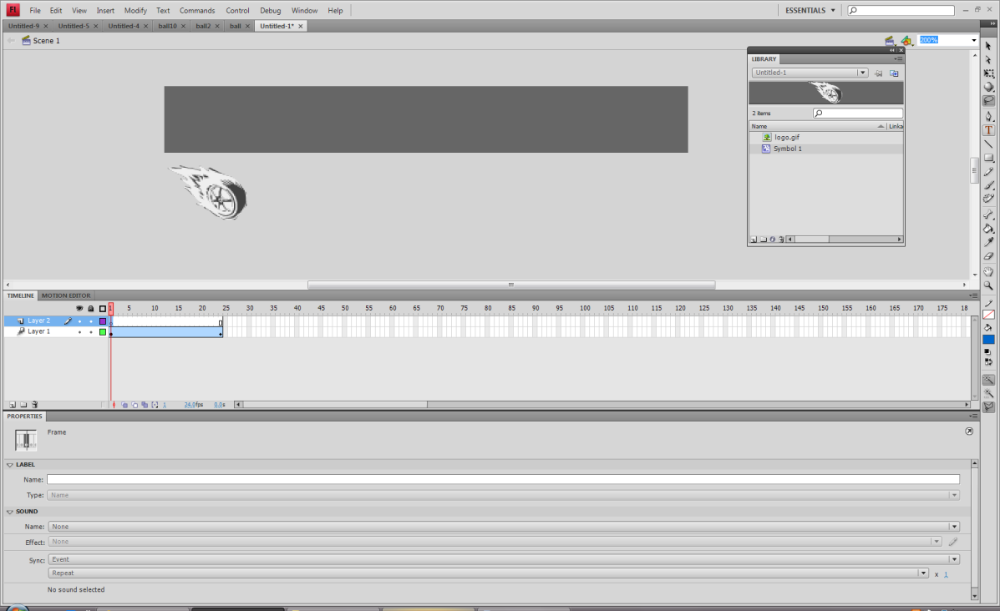 FL File Edit View Insert Modify Text Commands Control Debug Window Help ESSENTIALS
Untitled-9 × Untitled-5 × Untitled-4 × ball10 × ball2 × ball × Untitled-1* ×
Scene 1 200%
LIBRARY
Untitled-1
2 items
Name Linka
logo.gif
Symbol 1
T
TIMELINE MOTION EDITOR
1 5 10 15 20 25 30 35 40 45 50 55 60 65 70 75 80 85 90 95 100 105 110 115 120 125 130 135 140 145 150 155 160 165 170 175 18
Layer 2
Layer 1
1 24.0fps 0.0s
PROPERTIES
Frame
LABEL
Name:
Type: Name
SOUND
Name: None
Effect: None
Sync: Event
Repeat x 1
No sound selected